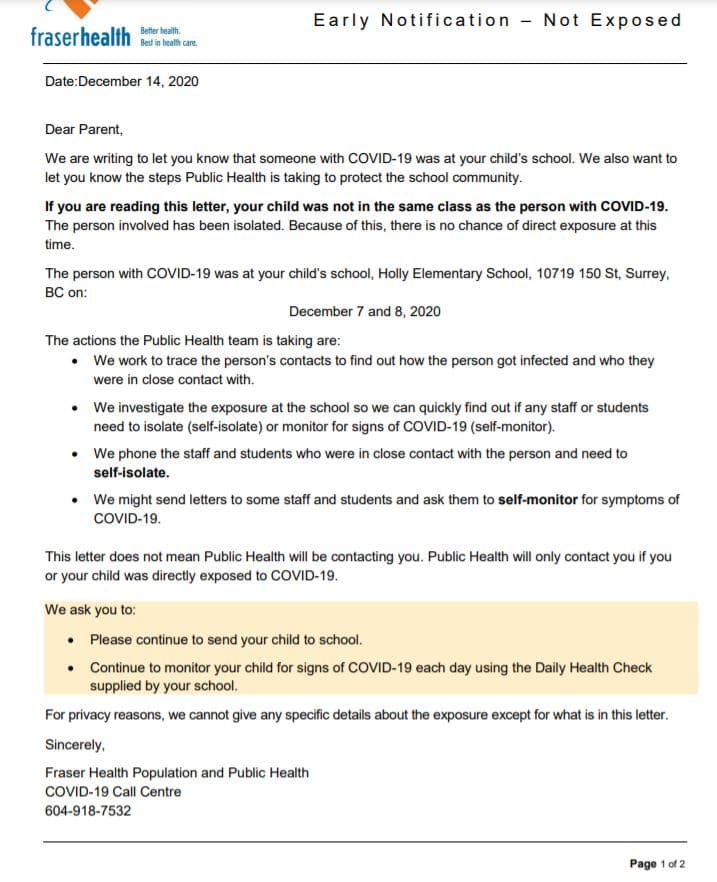 Early Notification – Not Exposed
fraserhealth
Better health.
Best in health care.
Date:December 14, 2020
Dear Parent,
We are writing to let you know that someone with COVID-19 was at your child's school. We also want to
let you know the steps Public Health is taking to protect the school community.
If you are reading this letter, your child was not in the same class as the person with COVID-19.
The person involved has been isolated. Because of this, there is no chance of direct exposure at this
time.
The person with COVID-19 was at your child's school, Holly Elementary School, 10719 150 St, Surrey,
BC on:
December 7 and 8, 2020
The actions the Public Health team is taking are:
• We work to trace the person's contacts to find out how the person got infected and who they
were in close contact with.
• We investigate the exposure at the school so we can quickly find out if any staff or students
need to isolate (self-isolate) or monitor for signs of COVID-19 (self-monitor).
• We phone the staff and students who were in close contact with the person and need to
self-isolate.
• We might send letters to some staff and students and ask them to self-monitor for symptoms of
COVID-19.
This letter does not mean Public Health will be contacting you. Public Health will only contact you if you
or your child was directly exposed to COVID-19.
We ask you to:
• Please continue to send your child to school.
• Continue to monitor your child for signs of COVID-19 each day using the Daily Health Check
supplied by your school.
For privacy reasons, we cannot give any specific details about the exposure except for what is in this letter.
Sincerely,
Fraser Health Population and Public Health
COVID-19 Call Centre
604-918-7532
Page 1 of 2